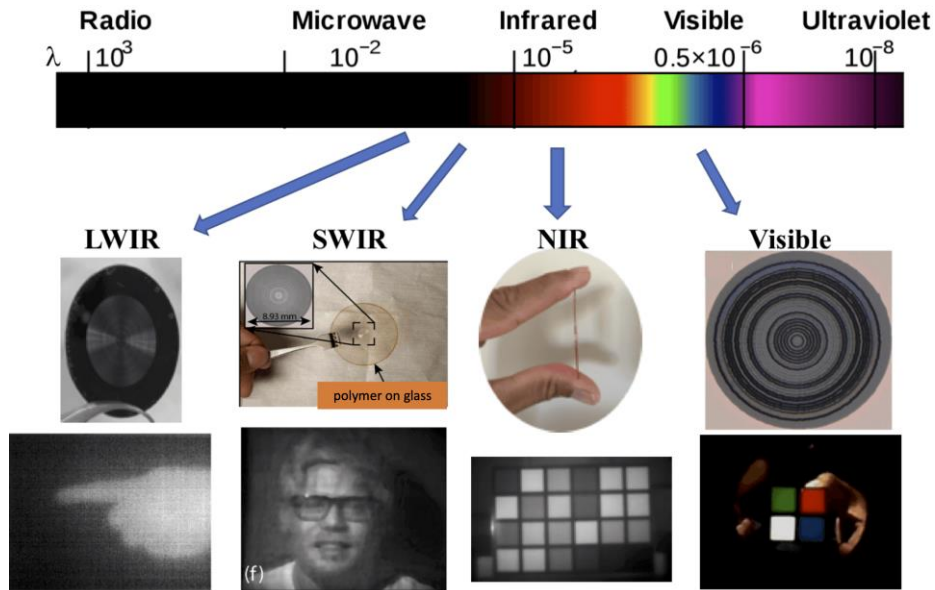 Radio Microwave Infrared Visible Ultraviolet
λ 10³ 10⁻² 10⁻⁵ 0.5×10⁻⁶ 10⁻⁸
LWIR SWIR NIR Visible
8.93 mm
polymer on glass
(f)